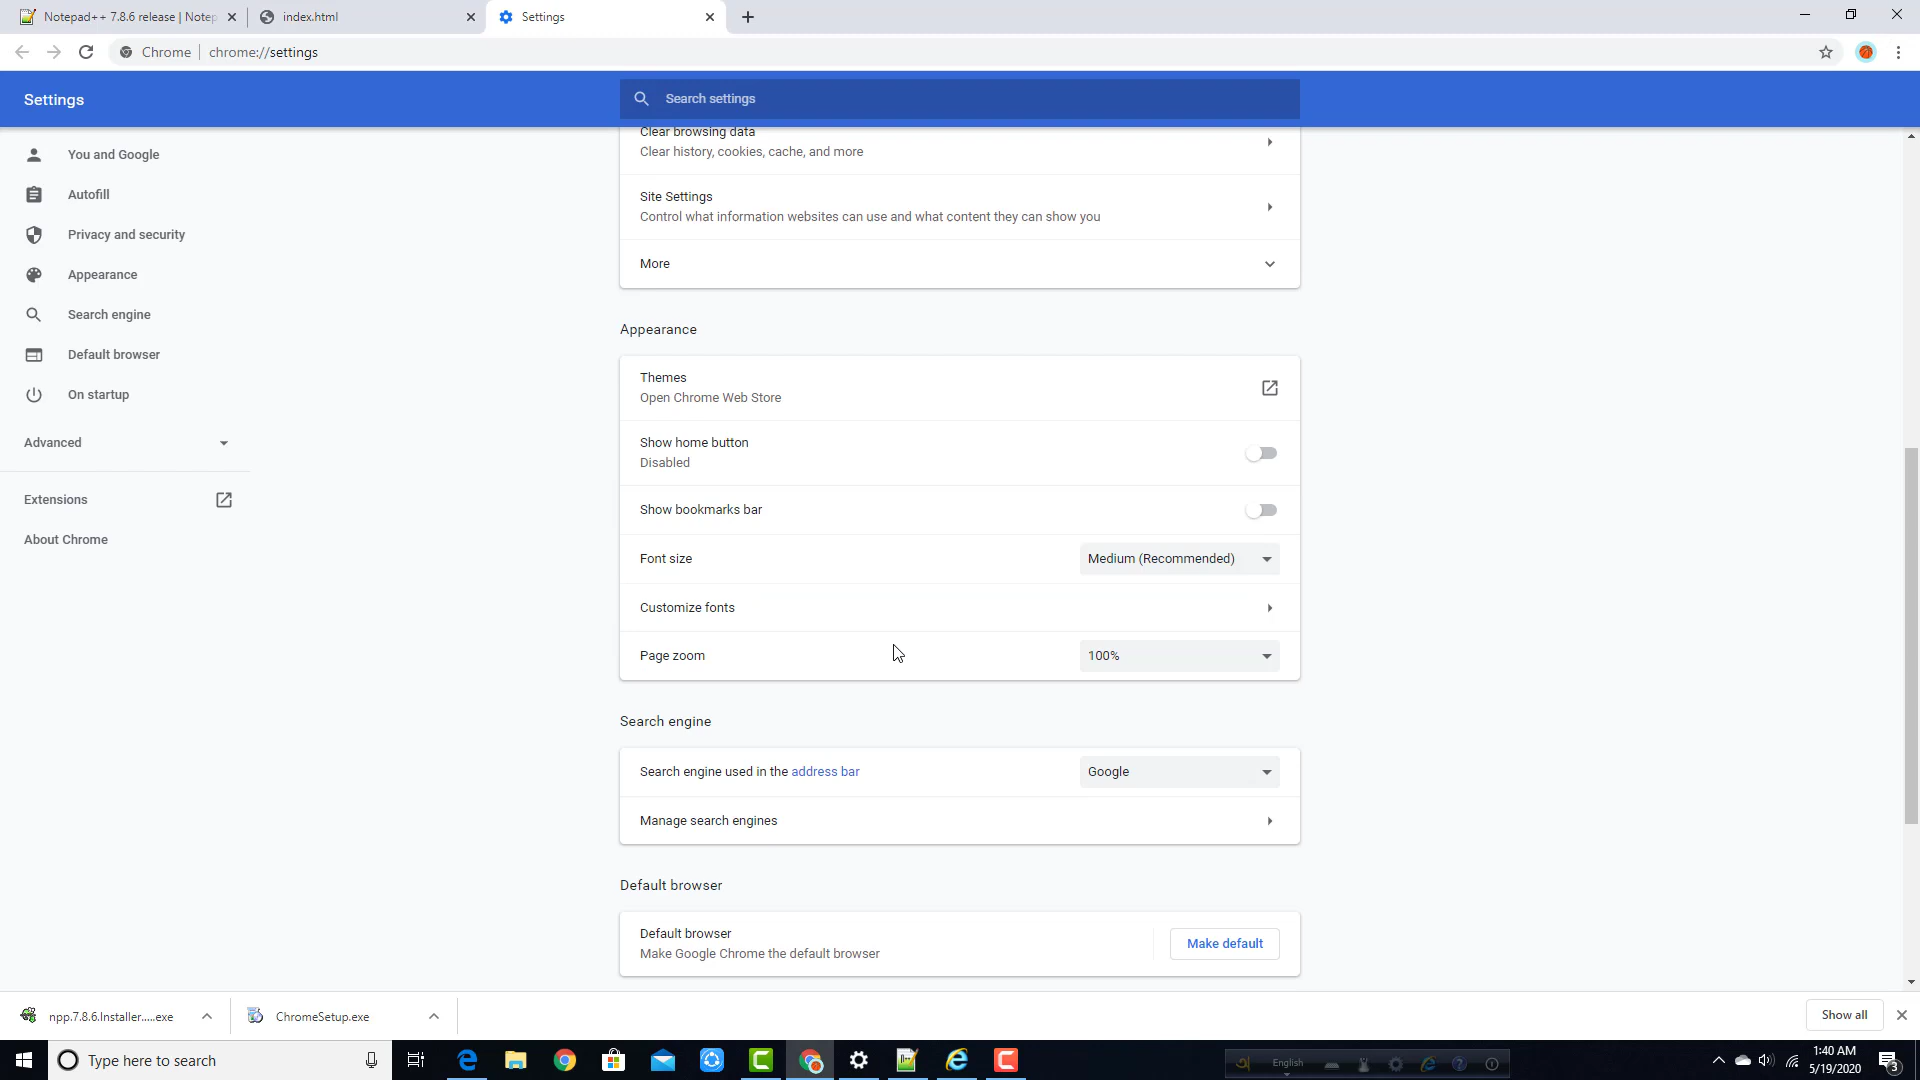 Notepad++ 7.8.6 release | Notep
index.html
Settings
Chrome
chrome://settings
Settings
Search settings
You and Google
Autofill
Privacy and security
Appearance
Search engine
Default browser
On startup
Advanced
Extensions
About Chrome
Clear browsing data
Clear history, cookies, cache, and more
Site Settings
Control what information websites can use and what content they can show you
More
Appearance
Themes
Open Chrome Web Store
Show home button
Disabled
Show bookmarks bar
Font size
Medium (Recommended)
Customize fonts
Page zoom
100%
Search engine
Search engine used in the address bar
Google
Manage search engines
Default browser
Default browser
Make Google Chrome the default browser
Make default
npp.7.8.6.Installer.....exe
ChromeSetup.exe
Show all
Type here to search
English
1:40 AM
5/19/2020
3